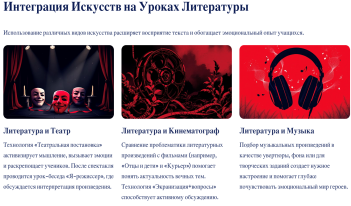 Интеграция Искусств на Уроках Литературы
Использование различных видов искусства расширяет восприятие текста и обогащает эмоциональный опыт учащихся.
Литература и Театр
Технология «Театральная постановка»
активизирует мышление, вызывает эмоции
и раскрепощает учеников. После спектакля
проводится урок-беседа «Я-режиссер», где
обсуждается интерпретация произведения.
Литература и Кинематограф
Сравнение проблематики литературных
произведений с фильмами (например,
«Отцы и дети» и «Курьер») помогает
понять актуальность вечных тем.
Технология «Экранизация+вопросы»
способствует активному обсуждению.
Литература и Музыка
Подбор музыкальных произведений в
качестве увертюры, фона или для
творческих заданий создает нужное
настроение и помогает глубже
почувствовать эмоциональный мир героев.